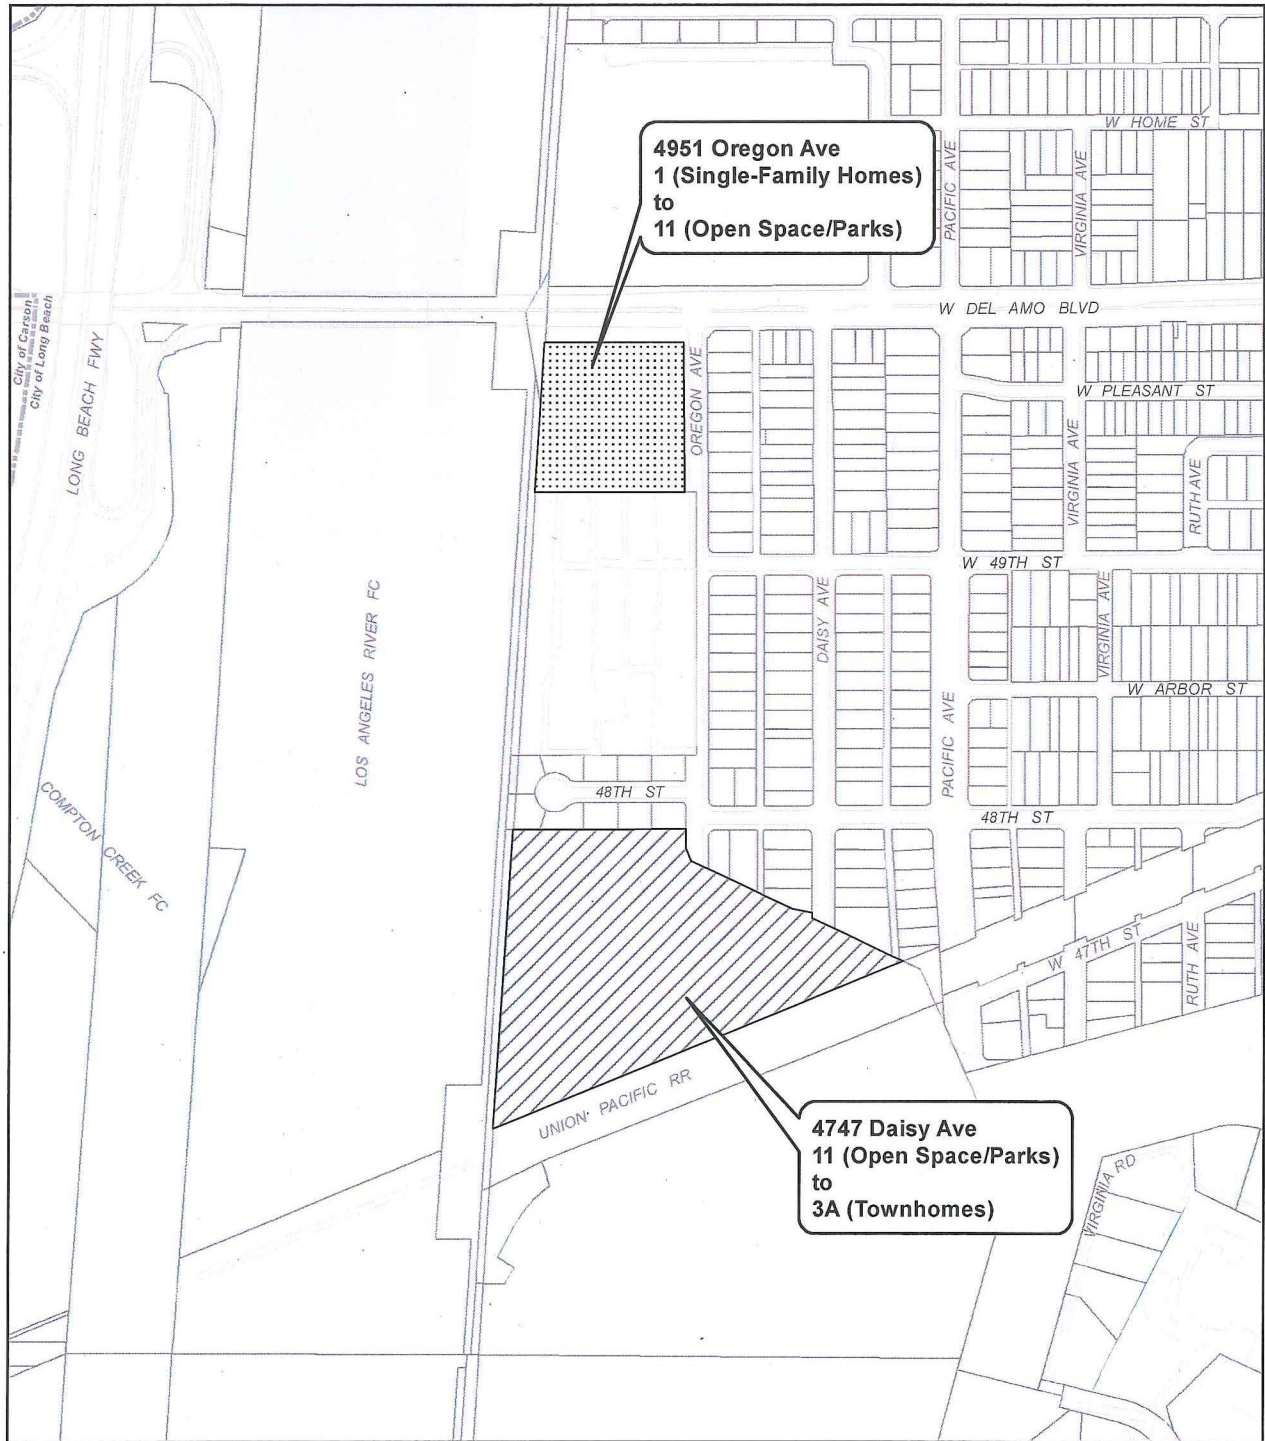 W HOME ST
4951 Oregon Ave
1 (Single-Family Homes)
to
11 (Open Space/Parks)
PACIFIC AVE
VIRGINIA AVE
W DEL AMO BLVD
City of Carson
City of Long Beach
LONG BEACH FWY
OREGON AVE
W PLEASANT ST
VIRGINIA AVE
RUTH AVE
W 49TH ST
LOS ANGELES RIVER FC
DAISY AVE
VIRGINIA AVE
W ARBOR ST
PACIFIC AVE
48TH ST
48TH ST
COMPTON CREEK FC
W 47TH ST
RUTH AVE
UNION PACIFIC RR
4747 Daisy Ave
11 (Open Space/Parks)
to
3A (Townhomes)
VIRGINIA RD